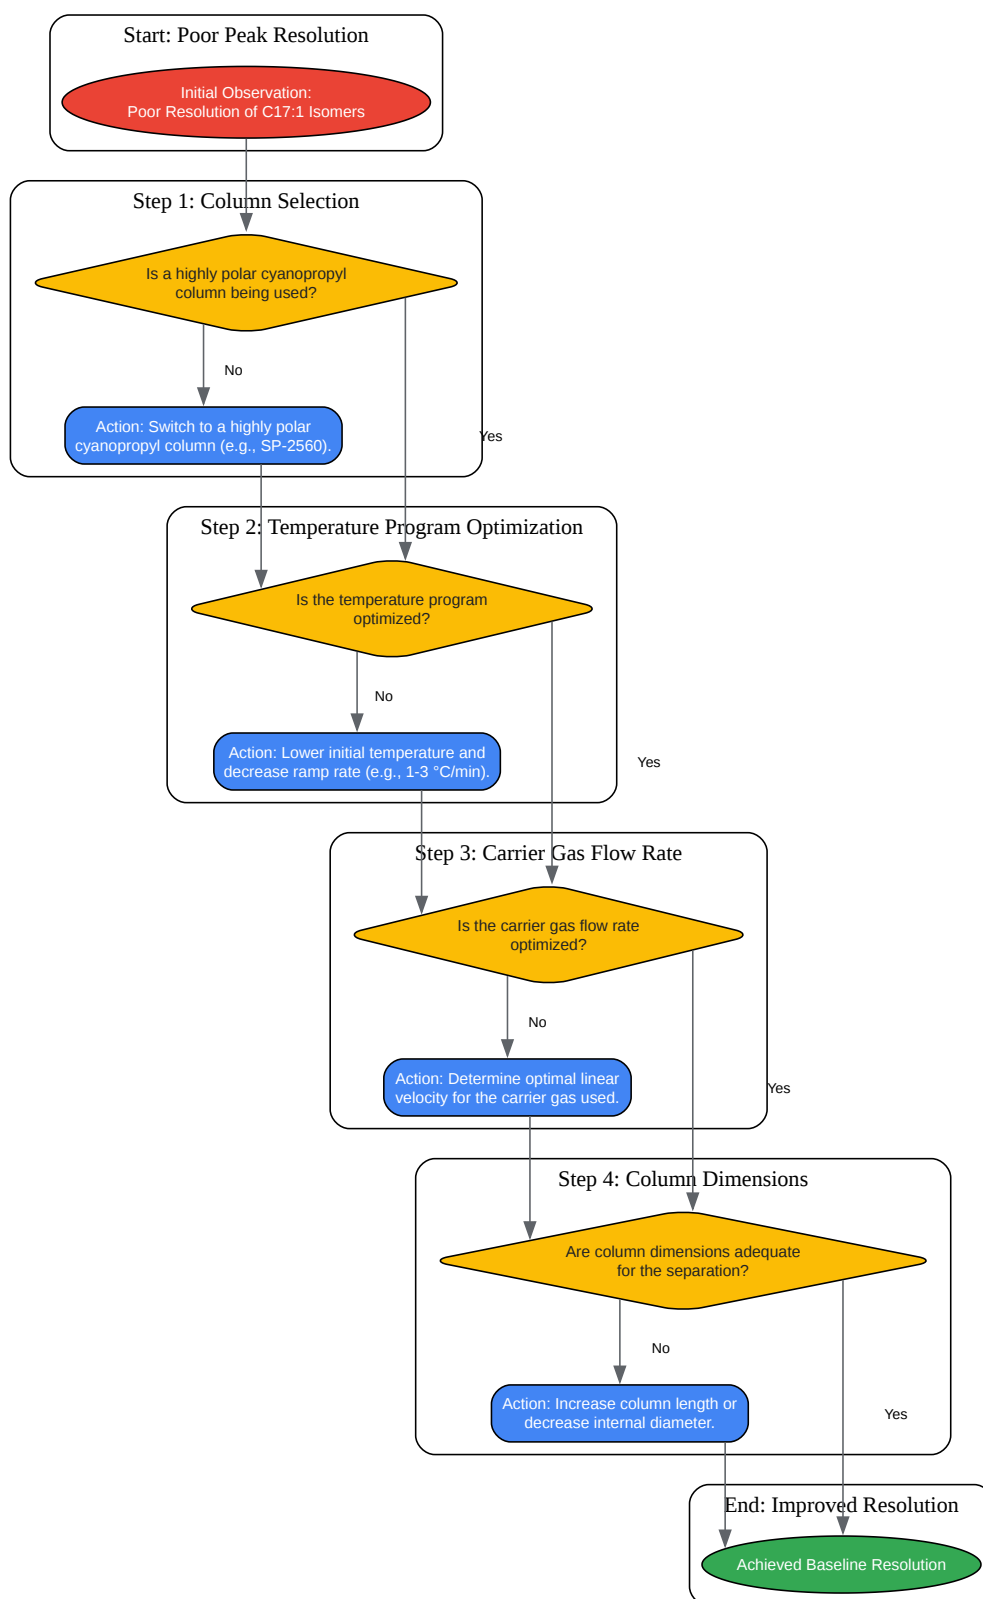 Start: Poor Peak Resolution
Initial Observation:
Poor Resolution of C17:1 Isomers
Step 1: Column Selection
Is a highly polar cyanopropyl
column being used?
No
Action: Switch to a highly polar
cyanopropyl column (e.g., SP-2560).
Yes
Step 2: Temperature Program Optimization
Is the temperature program
optimized?
No
Action: Lower initial temperature and
decrease ramp rate (e.g., 1-3 °C/min).
Yes
Step 3: Carrier Gas Flow Rate
Is the carrier gas flow rate
optimized?
No
Action: Determine optimal linear
velocity for the carrier gas used.
Yes
Step 4: Column Dimensions
Are column dimensions adequate
for the separation?
No
Action: Increase column length or
decrease internal diameter.
Yes
End: Improved Resolution
Achieved Baseline Resolution